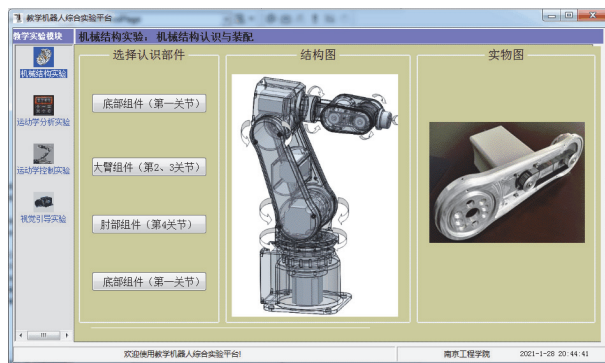 教学机器人综合实验平台
教学实验模块
机械结构实验
运动学分析实验
运动学控制实验
视觉引导实验
机械结构实验：机械结构认识与装配
选择认识部件
底部组件（第一关节）
大臂组件（第2、3关节）
肘部组件（第4关节）
底部组件（第一关节）
结构图
实物图
欢迎使用教学机器人综合实验平台!
南京工程学院
2021-1-28 20:44:41